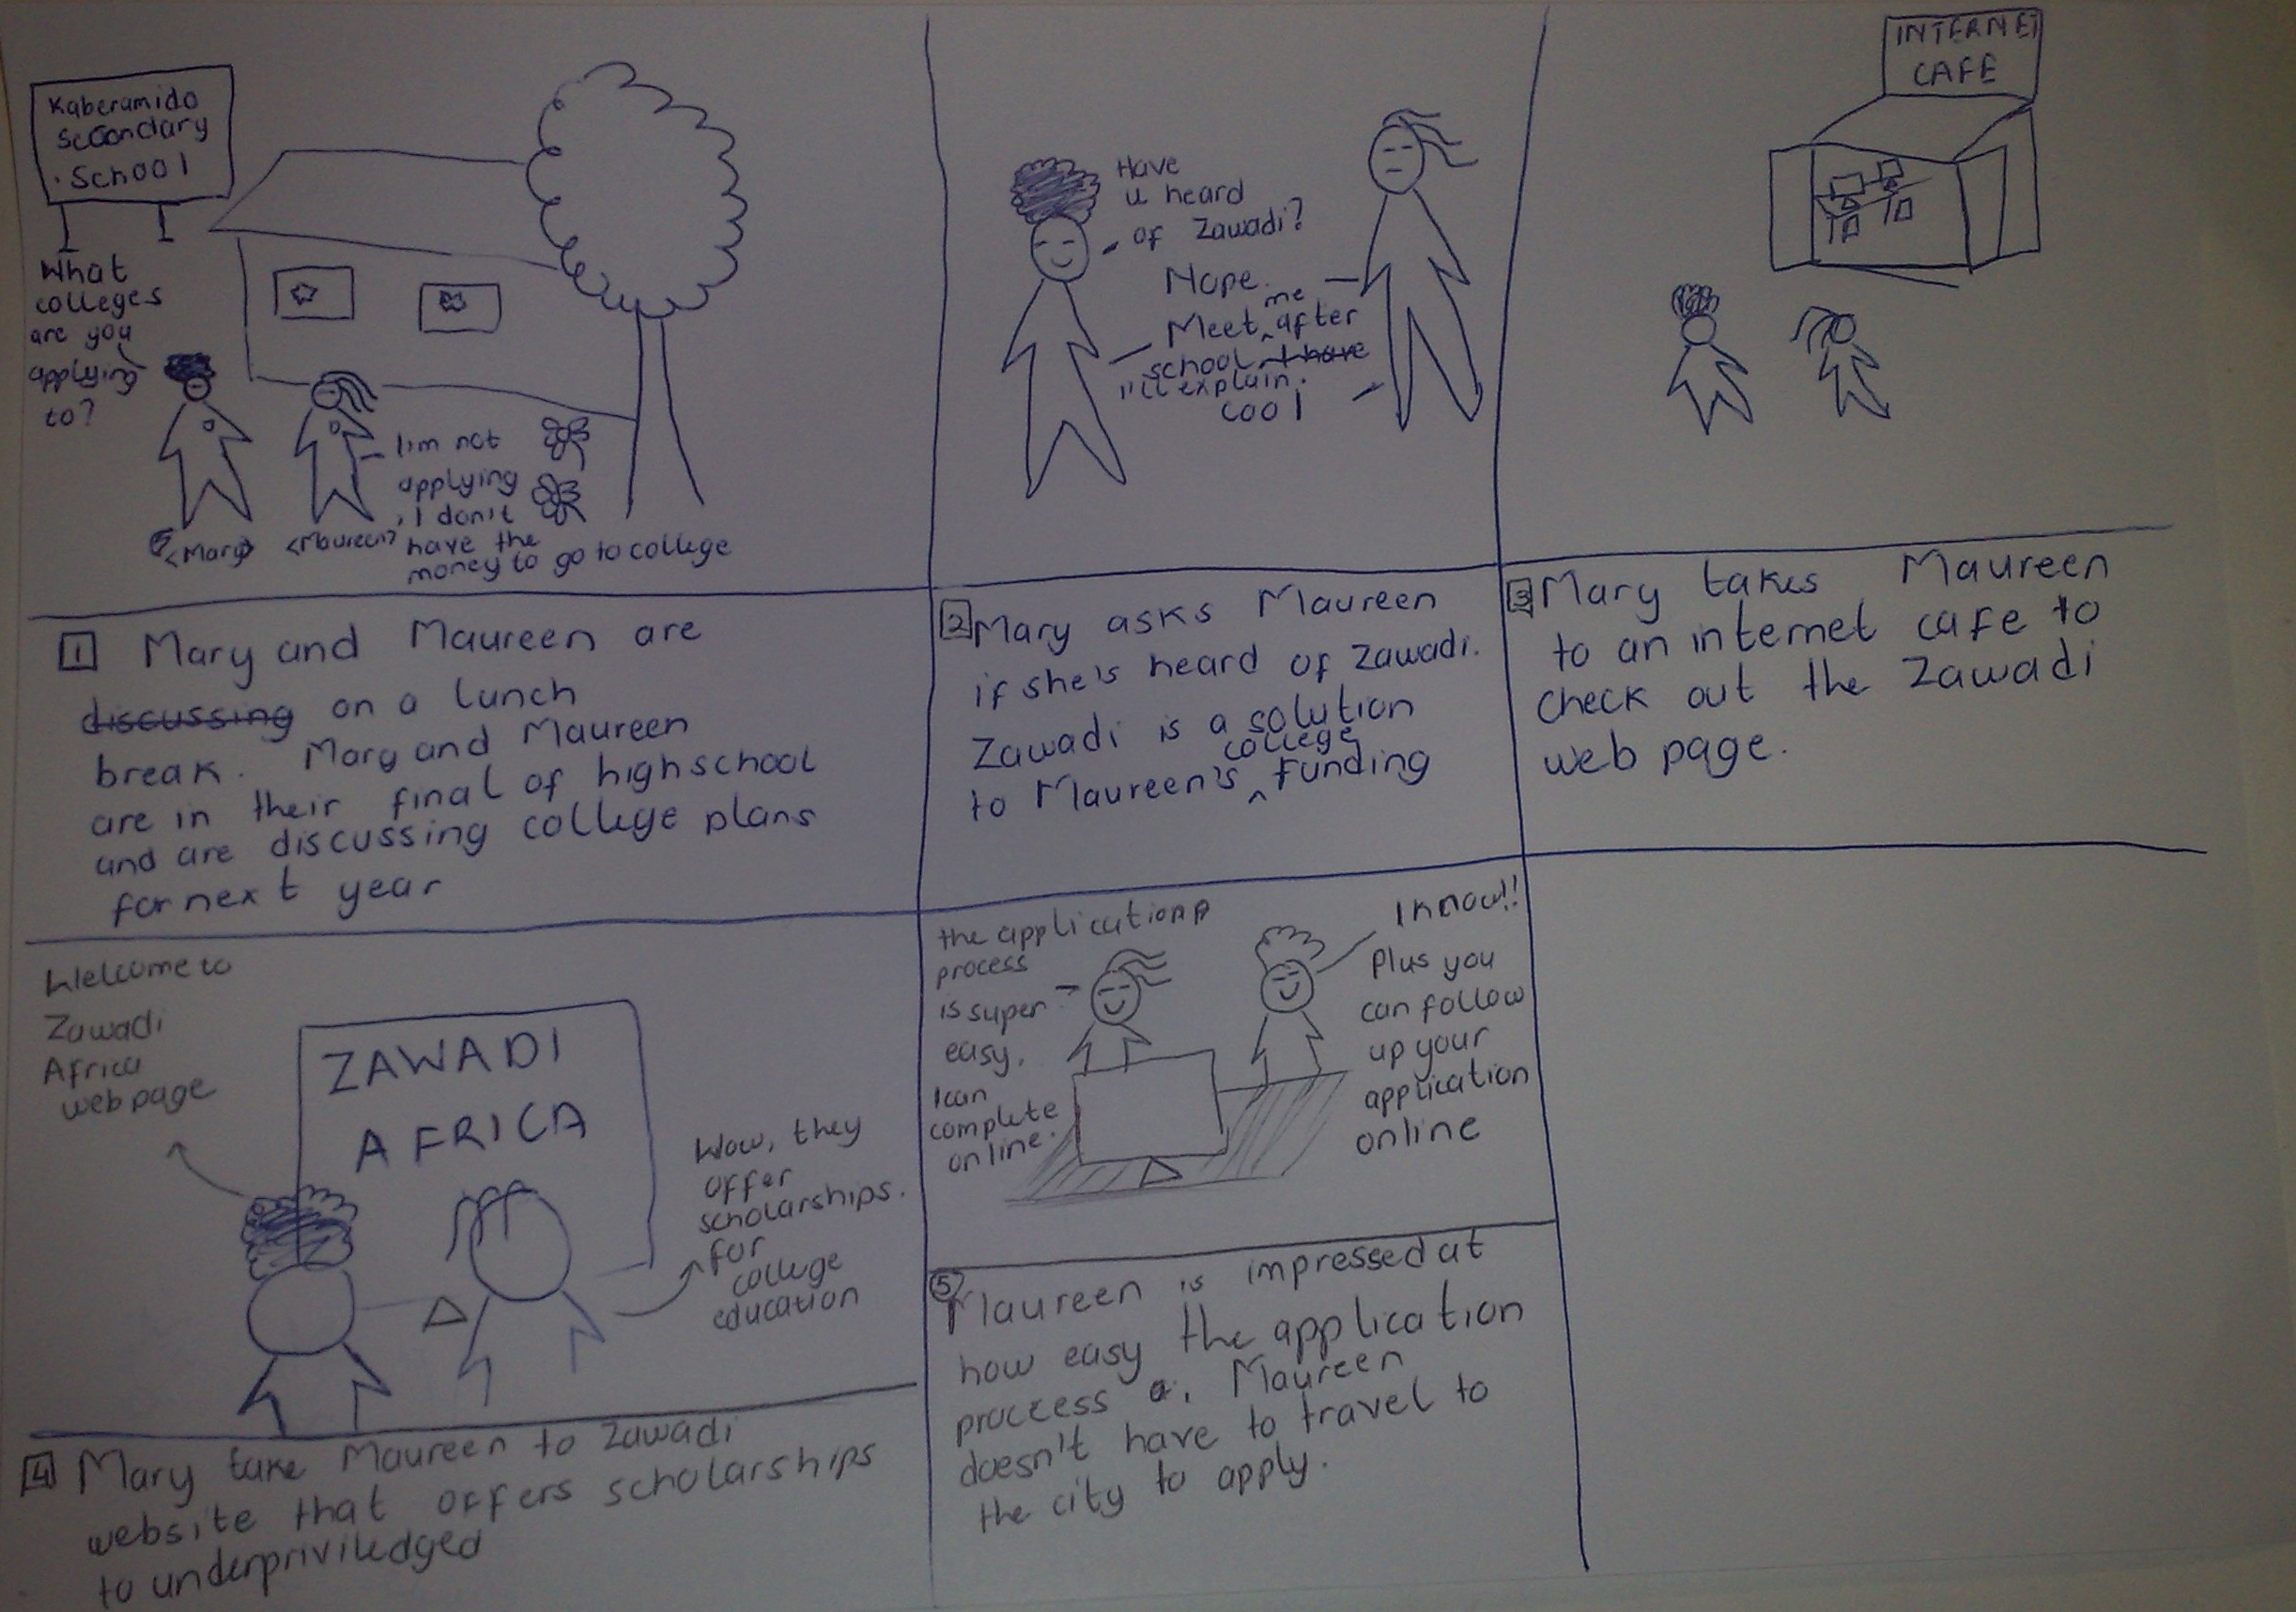 Kaberamido
Secondary
School
What
colleges
are you
applying
to?
I'm not
applying
, I don't
have the
money to go to college
<Mary>
<Maureen>
1 Mary and Maureen are
discussing on a lunch
break. Mary and Maureen
are in their final of highschool
and are discussing college plans
for next year
Have
u heard
of Zawadi?
Nope.
Meet me after
school I have
I'll explain.
cool
2 Mary asks Maureen
if she's heard of Zawadi.
Zawadi is a solution
to Maureen's college funding
INTERNET
CAFE
3 Mary takes Maureen
to an internet cafe to
check out the Zawadi
web page.
Welcome to
Zawadi
Africa
webpage
ZAWADI
AFRICA
Wow, they
offer
scholarships.
for
college
education
4 Mary take Maureen to Zawadi
website that offers scholarships
to underpriviledged
the application
process
is super
easy.
I can
complete
online.
I know!!
Plus you
can follow
up your
application
online
5 Maureen is impressed at
how easy the application
process a. Maureen
doesn't have to travel to
the city to apply.